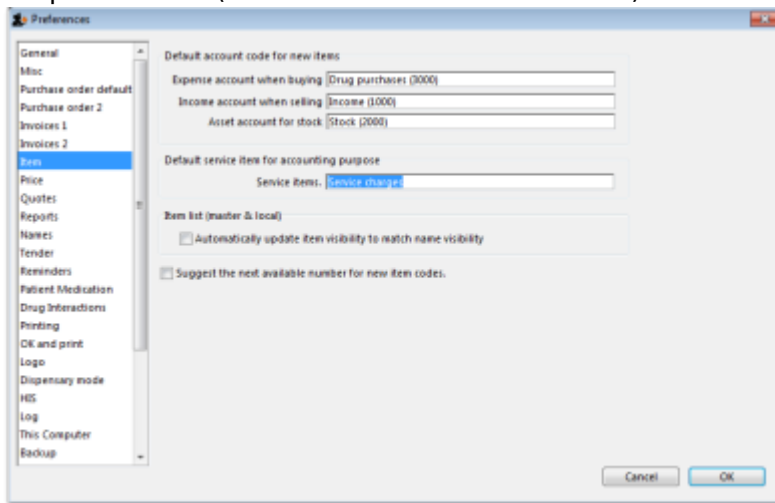 Preferences
General
Misc
Purchase order default
Purchase order 2
Invoices 1
Invoices 2
Item
Price
Quotes
Reports
Names
Tender
Reminders
Patient Medication
Drug Interactions
Printing
OK and print
Logo
Dispensary mode
HIS
Log
This Computer
Backup
Default account code for new items
Expense account when buying Drug purchases (3000)
Income account when selling Income (1000)
Asset account for stock Stock (2000)
Default service item for accounting purpose
Service items. Service charges
Item list (master & local)
Automatically update item visibility to match name visibility
Suggest the next available number for new item codes.
Cancel OK